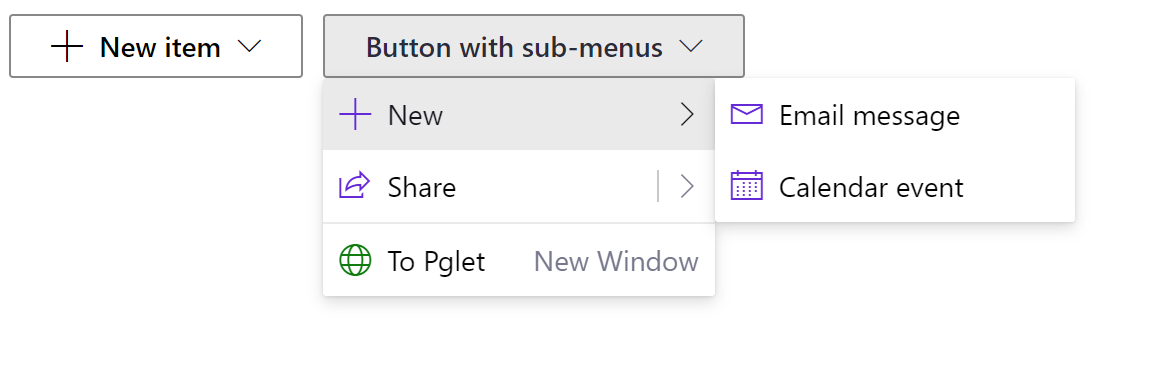 New item
Button with sub-menus
New
Email message
Share
Calendar event
To Pglet New Window